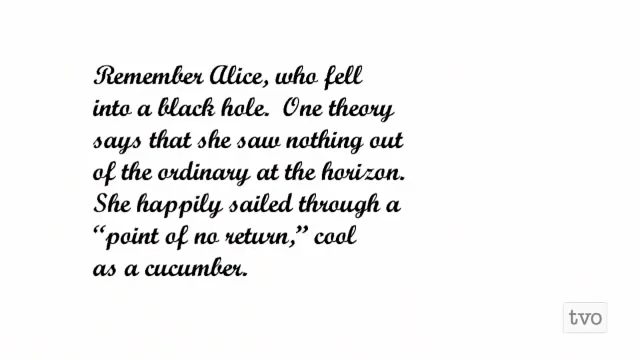 Remember Alice, who fell
into a black hole.  One theory
says that she saw nothing out
of the ordinary at the horizon.
She happily sailed through a
“point of no return,” cool
as a cucumber.
tvo